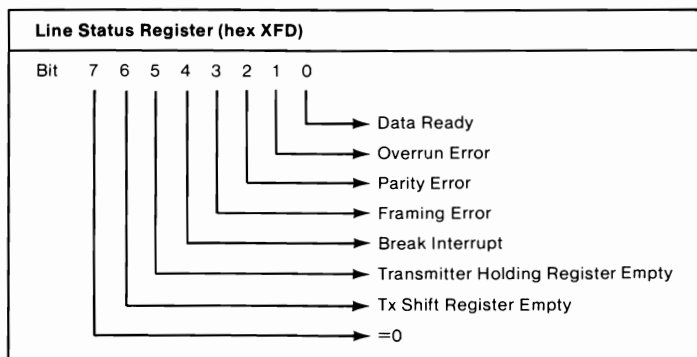 Line Status Register (hex XFD)
Bit 7 6 5 4 3 2 1 0
Data Ready
Overrun Error
Parity Error
Framing Error
Break Interrupt
Transmitter Holding Register Empty
Tx Shift Register Empty
=0